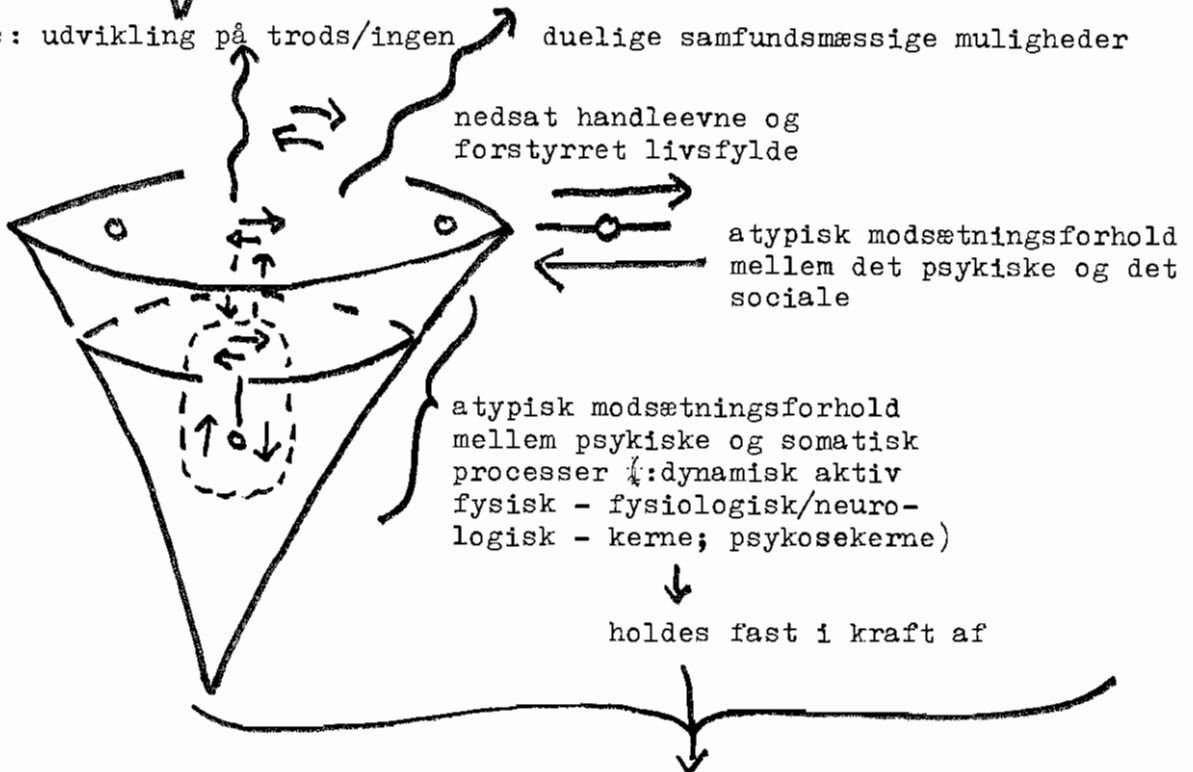 : udvikling på trods/ingen duelige samfundsmæssige muligheder
nedsat handleevne og
forstyrret livsfylde
atypisk modsætningsforhold
mellem det psykiske og det
sociale
atypisk modsætningsforhold
mellem psykiske og somatisk
processer (:dynamisk aktiv
fysisk - fysiologisk/neuro-
logisk - kerne; psykosekerne)
holdes fast i kraft af